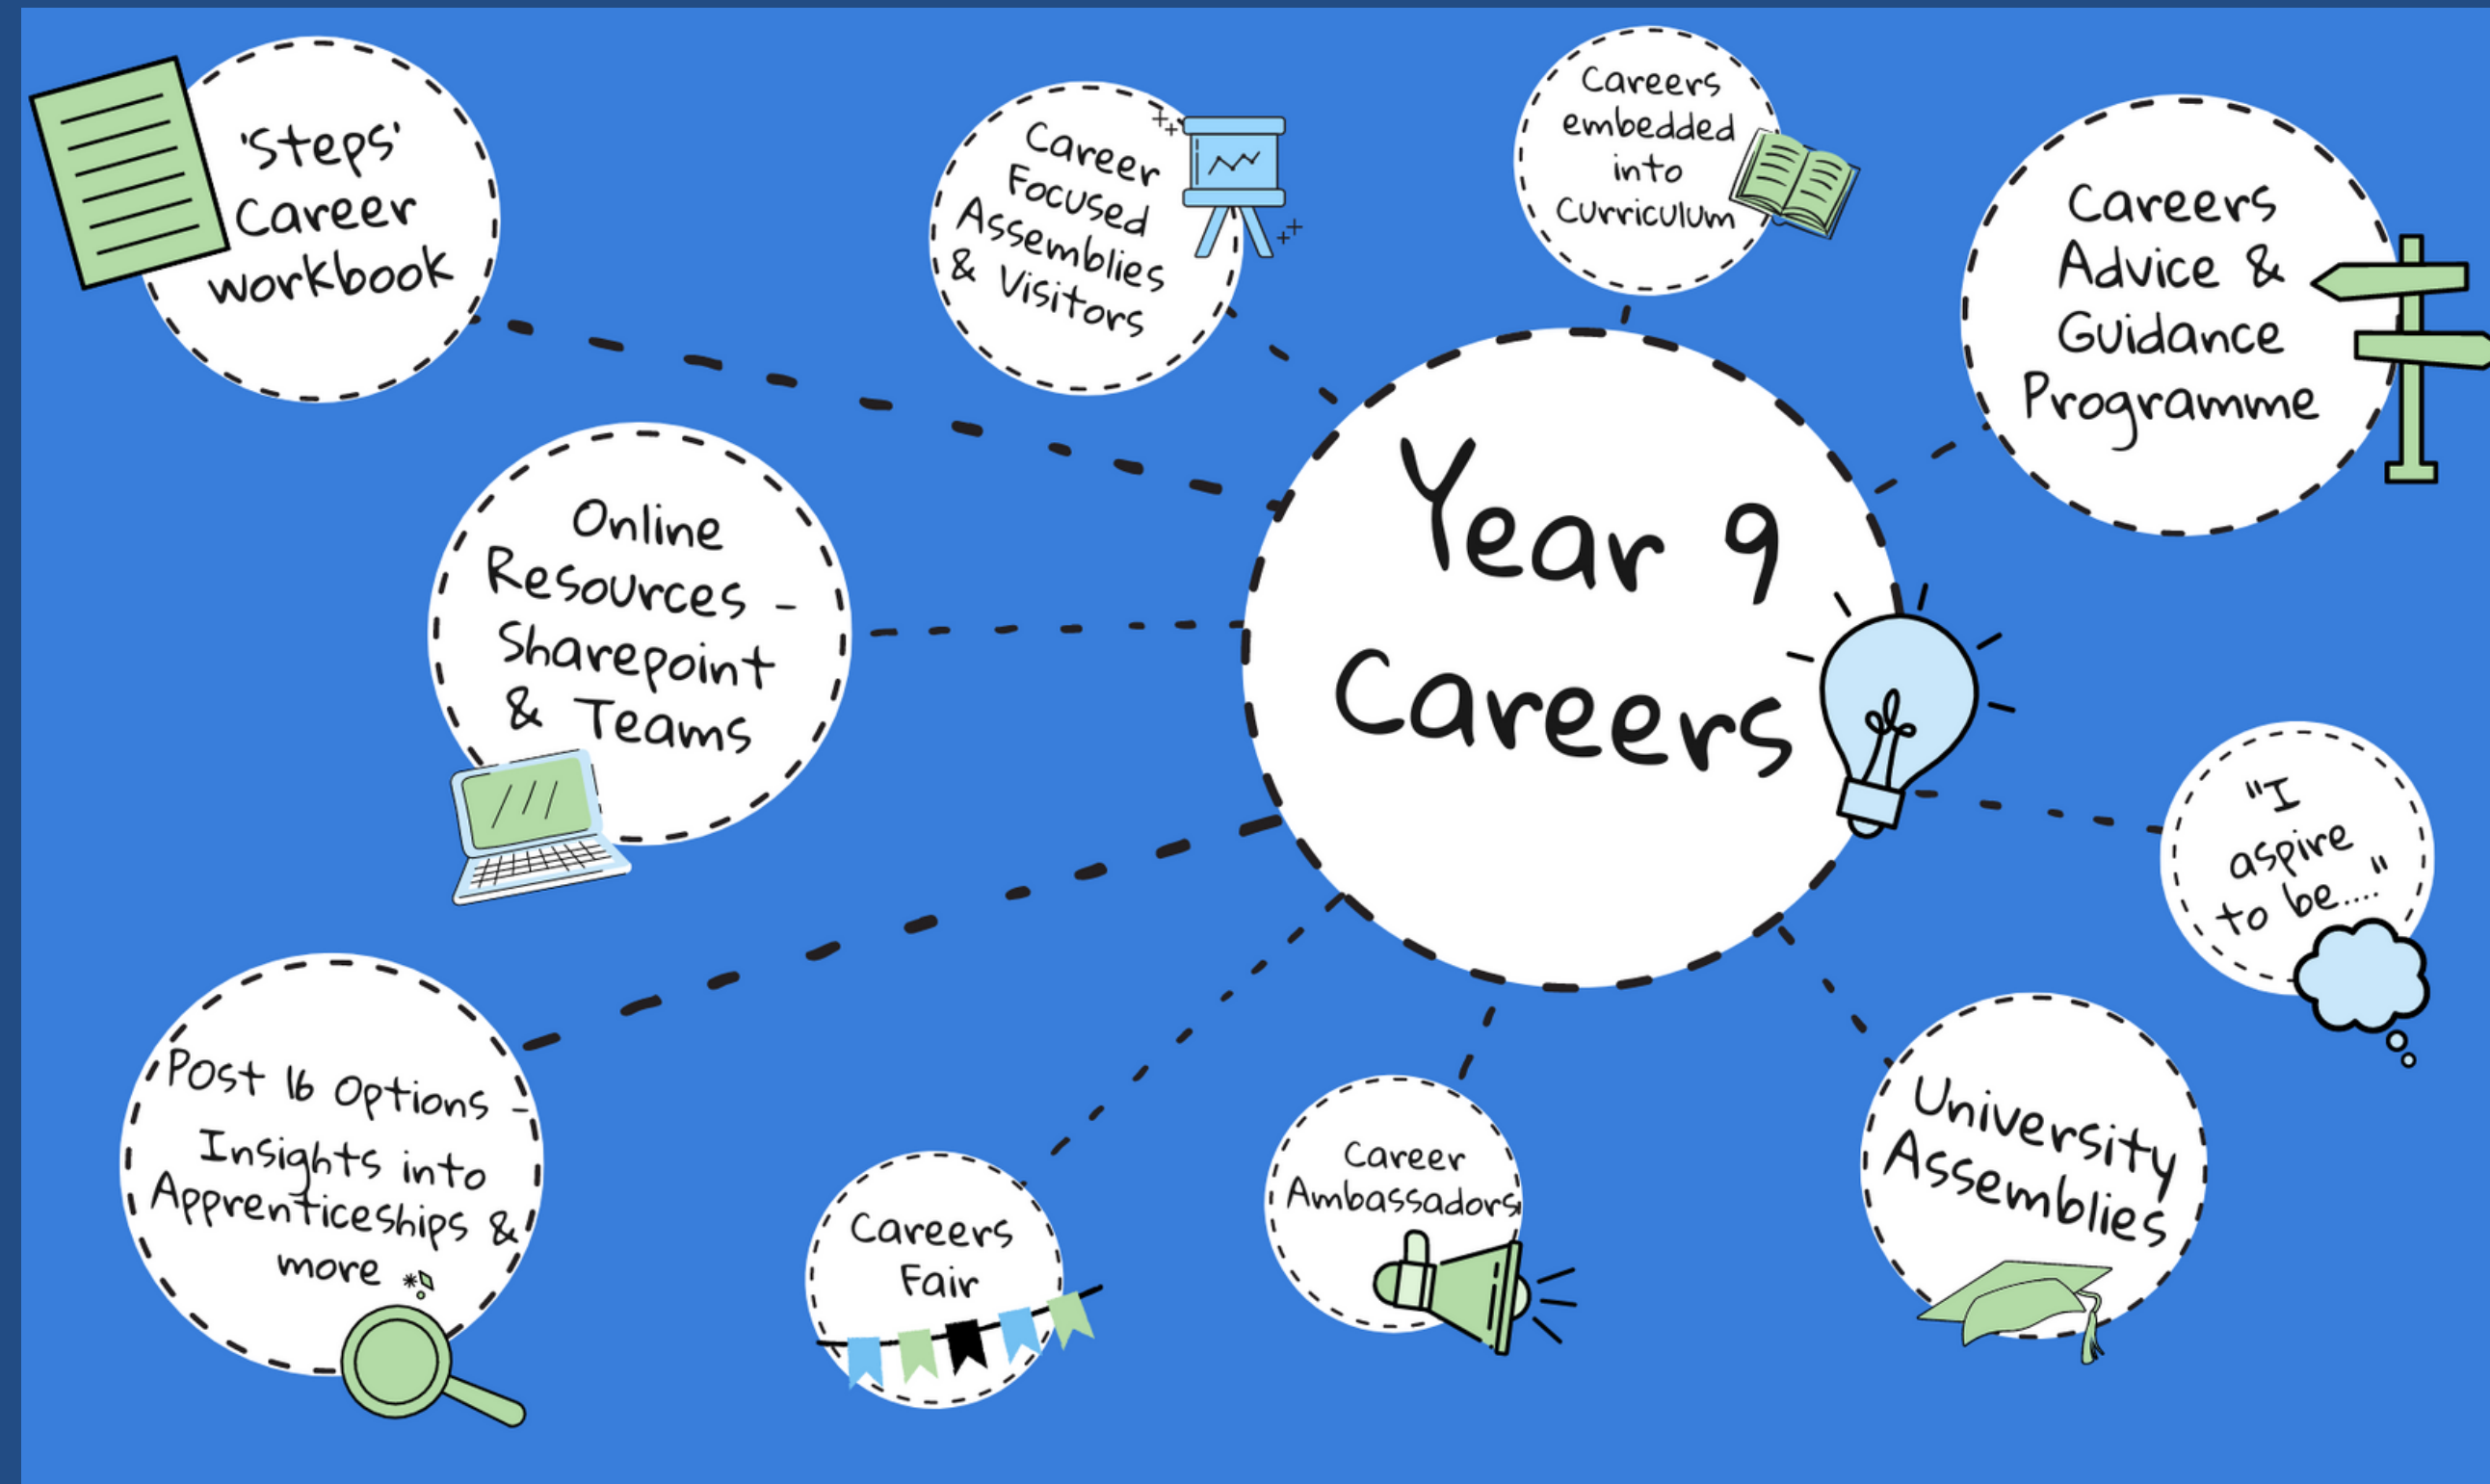 'Steps'
Career
workbook
Career
Focused
Assemblies
& Visitors
Careers
embedded
into
Curriculum
Careers
Advice &
Guidance
Programme
Online
Resources -
Sharepoint
& Teams
Year 9
Careers
"I
aspire
to be...."
Post 16 Options -
Insights into
Apprenticeships &
more
Careers
Fair
Career
Ambassadors
University
Assemblies